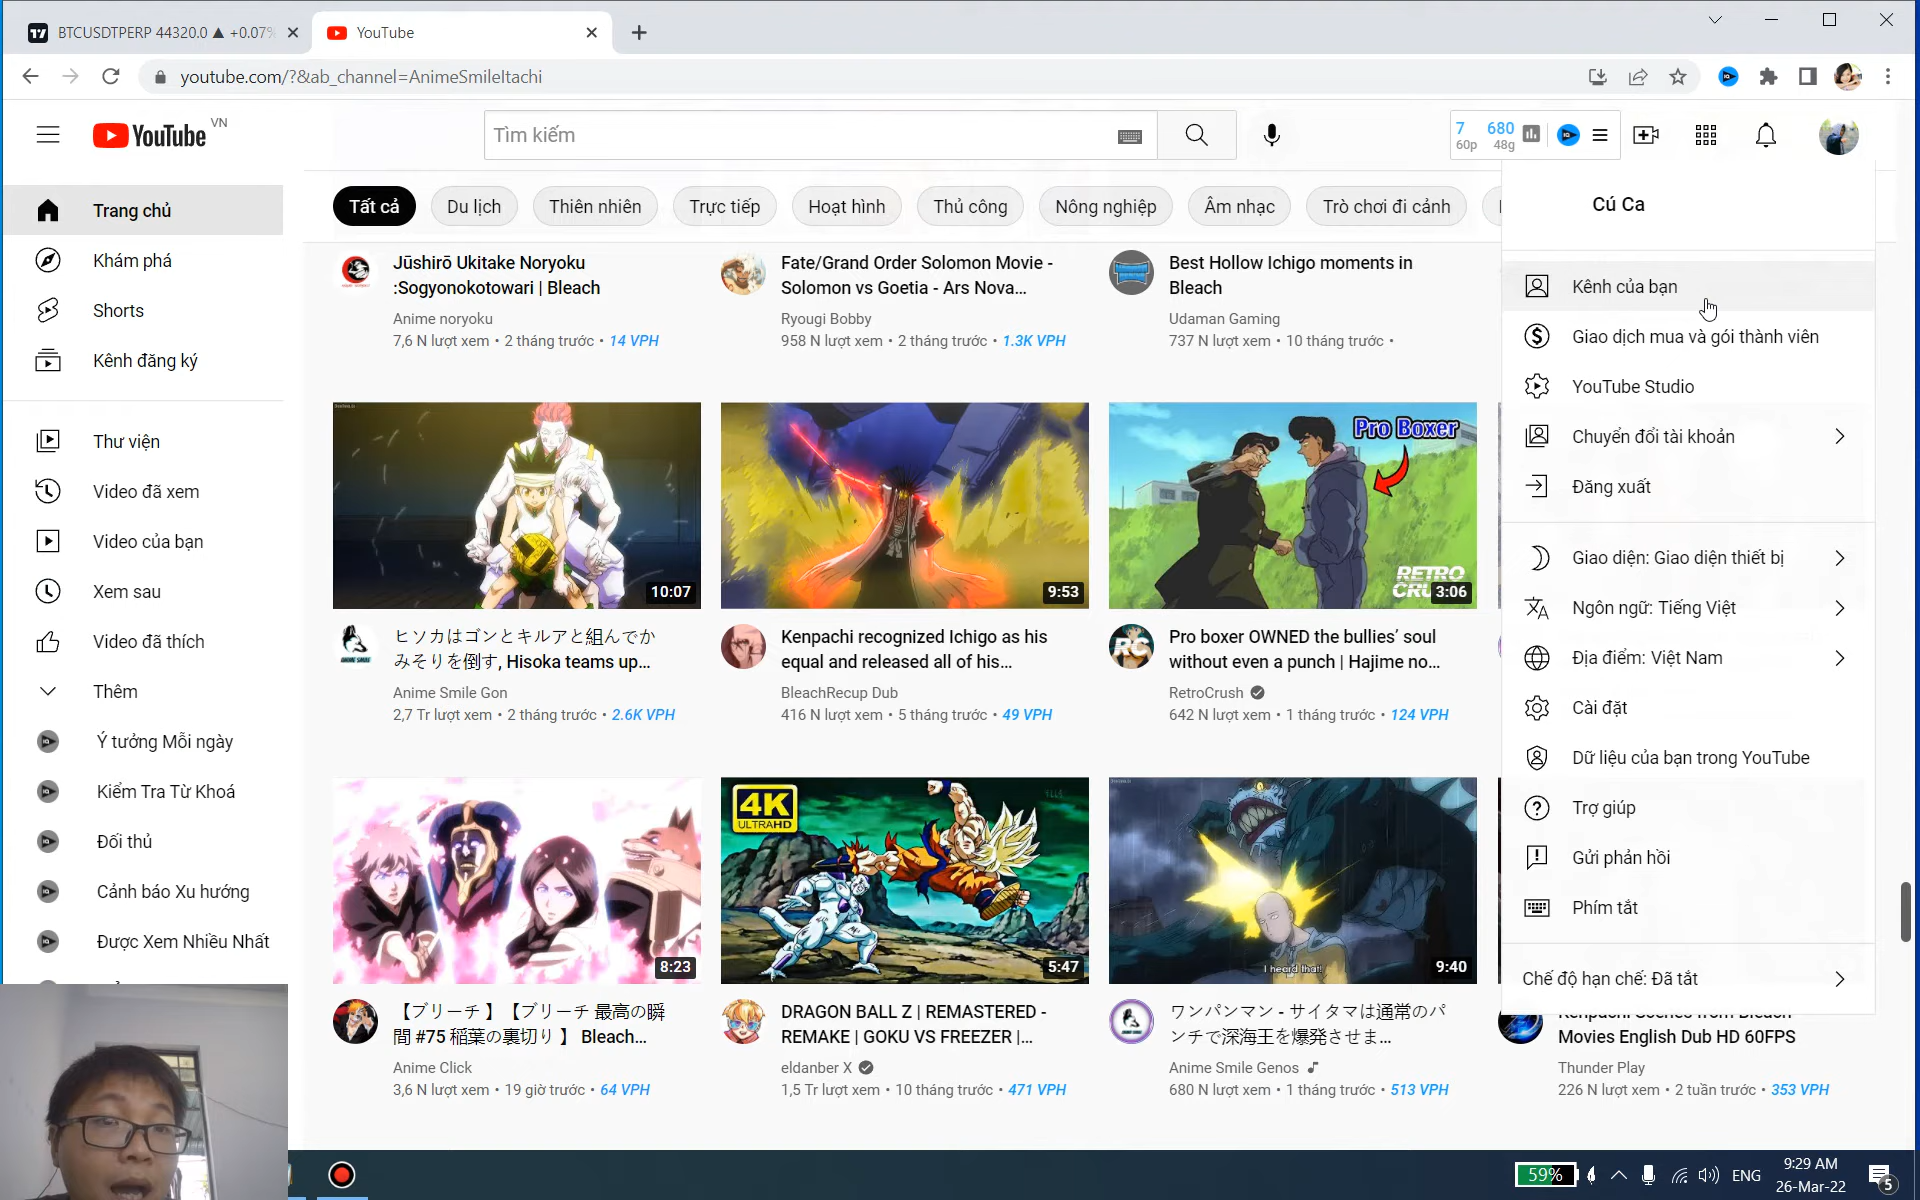 BTCUSDTPERP 44320.0 ▲ +0.07%
YouTube
youtube.com/?&ab_channel=AnimeSmileItachi
YouTube VN
Tìm kiếm
7 680
60p 48g
Trang chủ
Khám phá
Shorts
Kênh đăng ký
Thư viện
Video đã xem
Video của bạn
Xem sau
Video đã thích
Thêm
Ý tưởng Mỗi ngày
Kiểm Tra Từ Khoá
Đối thủ
Cảnh báo Xu hướng
Được Xem Nhiều Nhất
Tất cả Du lịch Thiên nhiên Trực tiếp Hoạt hình Thủ công Nông nghiệp Âm nhạc Trò chơi đi cảnh
Jūshirō Ukitake Noryoku
:Sogyonokotowari | Bleach
Anime noryoku
7,6 N lượt xem • 2 tháng trước • 14 VPH
Fate/Grand Order Solomon Movie -
Solomon vs Goetia - Ars Nova...
Ryougi Bobby
958 N lượt xem • 2 tháng trước • 1.3K VPH
Best Hollow Ichigo moments in
Bleach
Udaman Gaming
737 N lượt xem • 10 tháng trước •
10:07
ヒソカはゴンとキルアと組んでか
みそりを倒す, Hisoka teams up...
Anime Smile Gon
2,7 Tr lượt xem • 2 tháng trước • 2.6K VPH
9:53
Kenpachi recognized Ichigo as his
equal and released all of his...
BleachRecup Dub
416 N lượt xem • 5 tháng trước • 49 VPH
Pro Boxer
RETRO
CRU
3:06
RC
Pro boxer OWNED the bullies’ soul
without even a punch | Hajime no...
RetroCrush
642 N lượt xem • 1 tháng trước • 124 VPH
8:23
【ブリーチ 】【ブリーチ 最高の瞬
間 #75 稲葉の裏切り 】 Bleach...
Anime Click
3,6 N lượt xem • 19 giờ trước • 64 VPH
4K
ULTRAHD
5:47
DRAGON BALL Z | REMASTERED -
REMAKE | GOKU VS FREEZER |...
eldanber X
1,5 Tr lượt xem • 10 tháng trước • 471 VPH
I heard that!
9:40
ワンパンマン - サイタマは通常のパ
ンチで深海王を爆発させま...
Anime Smile Genos
680 N lượt xem • 1 tháng trước • 513 VPH
Kenpachi Scenes from Bleach
Movies English Dub HD 60FPS
Thunder Play
226 N lượt xem • 2 tuần trước • 353 VPH
Cú Ca
Kênh của bạn
Giao dịch mua và gói thành viên
YouTube Studio
Chuyển đổi tài khoản
Đăng xuất
Giao diện: Giao diện thiết bị
Ngôn ngữ: Tiếng Việt
Địa điểm: Việt Nam
Cài đặt
Dữ liệu của bạn trong YouTube
Trợ giúp
Gửi phản hồi
Phím tắt
Chế độ hạn chế: Đã tắt
59%
ENG
9:29 AM
26-Mar-22
5